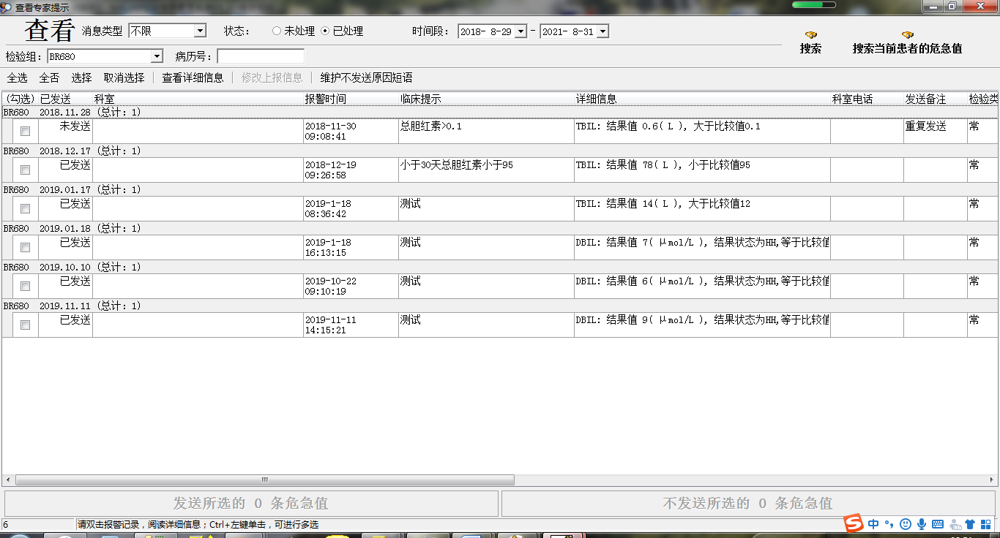 查看专家提示
查看 消息类型 不限 状态： 未处理 已处理 时间段： 2018- 8-29 - 2021- 8-31
搜索 搜索当前患者的危急值
检验组： BR680 病历号：
全选 全否 选择 取消选择 查看详细信息 修改上报信息 维护不发送原因短语
(勾选) 已发送 科室 报警时间 临床提示 详细信息 科室电话 发送备注 检验类
BR680 2018.11.28 (总计：1)
未发送 2018-11-30 09:08:41 总胆红素>0.1 TBIL: 结果值 0.6( L ), 大于比较值0.1 重复发送 常
BR680 2018.12.17 (总计：1)
已发送 2018-12-19 09:26:58 小于30天总胆红素小于95 TBIL: 结果值 78( L ), 小于比较值95 常
BR680 2019.01.17 (总计：1)
已发送 2019-1-18 08:36:42 测试 TBIL: 结果值 14( L ), 大于比较值12 常
BR680 2019.01.18 (总计：1)
已发送 2019-1-18 16:13:15 测试 DBIL: 结果值 7( μmol/L ), 结果状态为HH,等于比较值 常
BR680 2019.10.10 (总计：1)
已发送 2019-10-22 09:10:19 测试 DBIL: 结果值 6( μmol/L ), 结果状态为HH,等于比较值 常
BR680 2019.11.11 (总计：1)
已发送 2019-11-11 14:15:21 测试 DBIL: 结果值 9( μmol/L ), 结果状态为HH,等于比较值 常
发送所选的 0 条危急值 不发送所选的 0 条危急值
6 请双击报警记录，阅读详细信息；Ctrl+左键单击，可进行多选
S 中